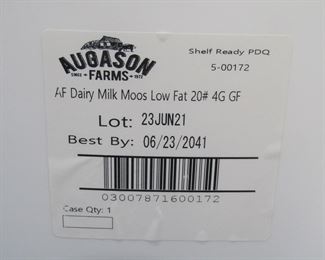 AUGASON
SINCE FARMS 1972
Shelf Ready PDQ
5-00172
AF Dairy Milk Moos Low Fat 20# 4G GF
Lot: 23JUN21
Best By: 06/23/2041
03007871600172
Case Qty: 1